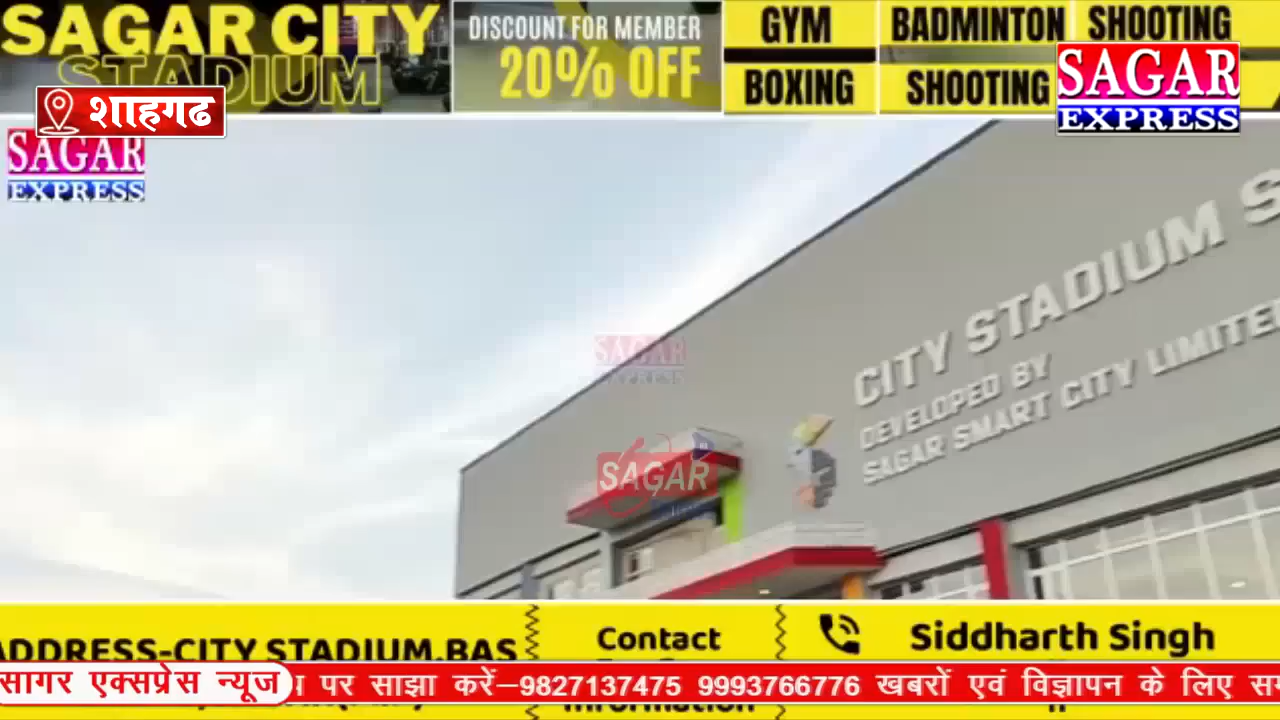 SAGAR CITY
STADIUM
DISCOUNT FOR MEMBER
20% OFF
GYM
BOXING
BADMINTON
SHOOTING
SHOOTING
SAGAR
EXPRESS
शाहगढ
SAGAR
EXPRESS
CITY STADIUM S
DEVELOPED BY
SAGAR SMART CITY LIMITE
SAGAR
EXPRESS
SAGAR
ADDRESS-CITY STADIUM,BAS
Contact
Siddharth Singh
सागर एक्सप्रेस न्यूज
पर साझा करें–9827137475 9993766776 खबरों एवं विज्ञापन के लिए
Information